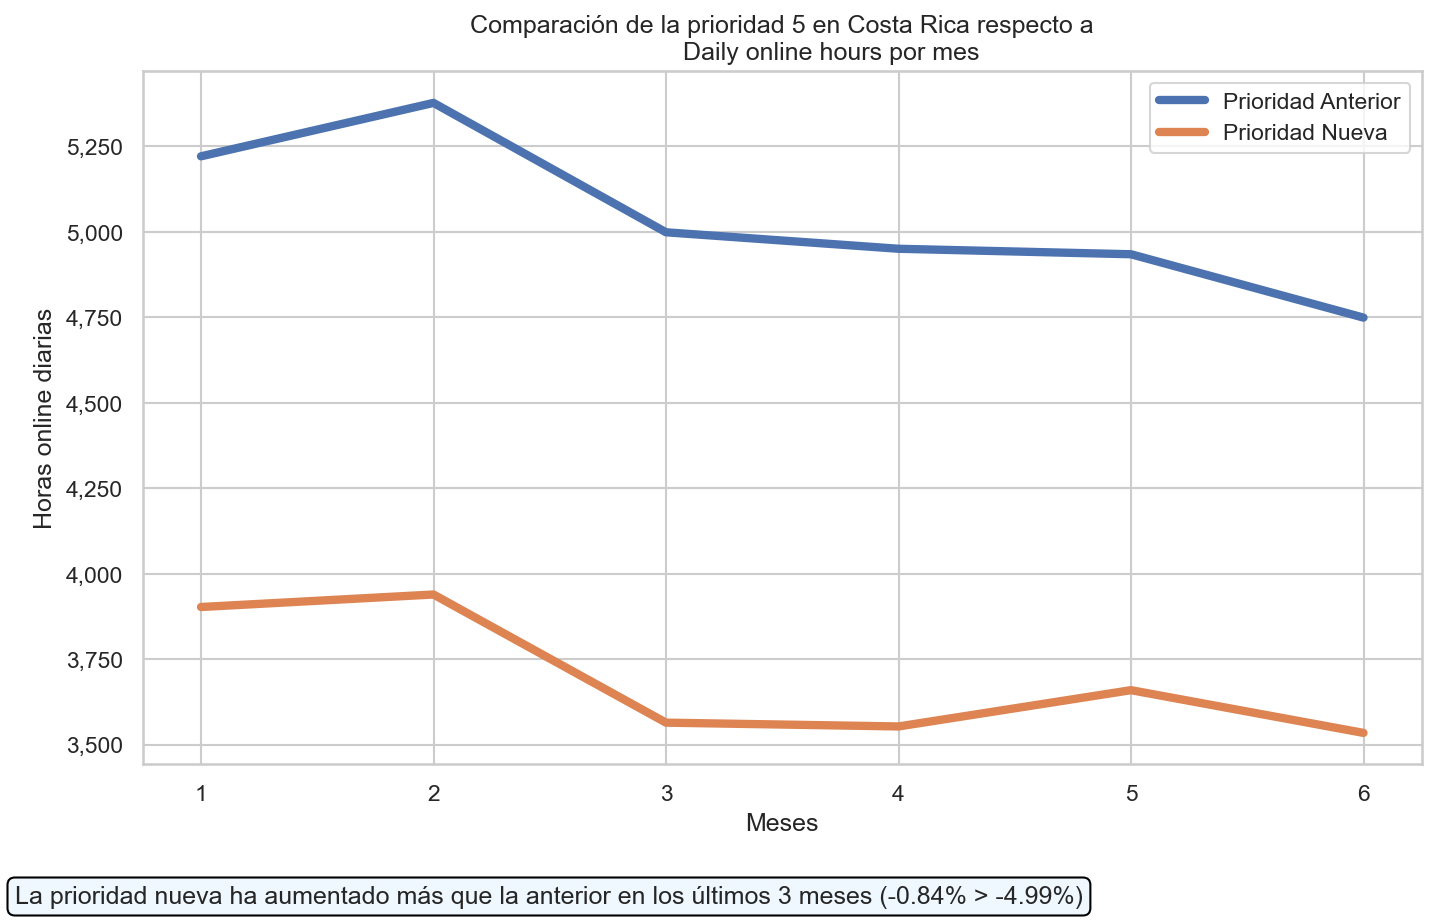 Comparación de la prioridad 5 en Costa Rica respecto a
Daily online hours por mes
Prioridad Anterior
Prioridad Nueva
Horas online diarias
5,250
5,000
4,750
4,500
4,250
4,000
3,750
3,500
1 2 3 4 5 6
Meses
La prioridad nueva ha aumentado más que la anterior en los últimos 3 meses (-0.84% > -4.99%)